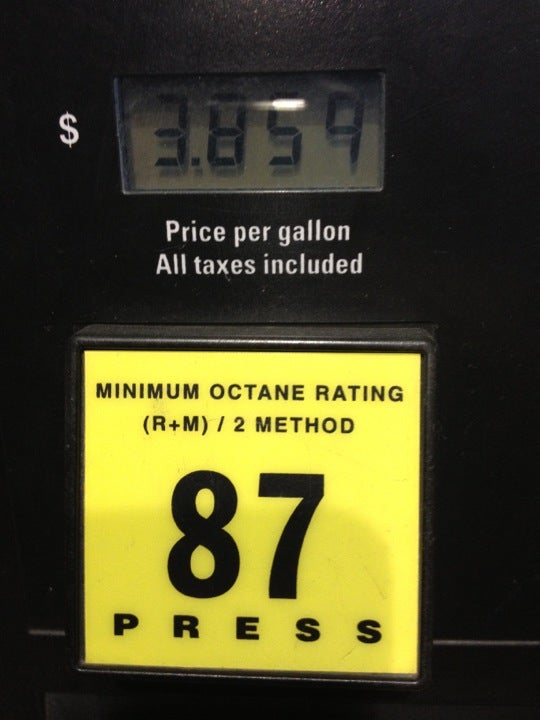 $ 3.859
Price per gallon
All taxes included
MINIMUM OCTANE RATING
(R+M) / 2 METHOD
87
PRESS